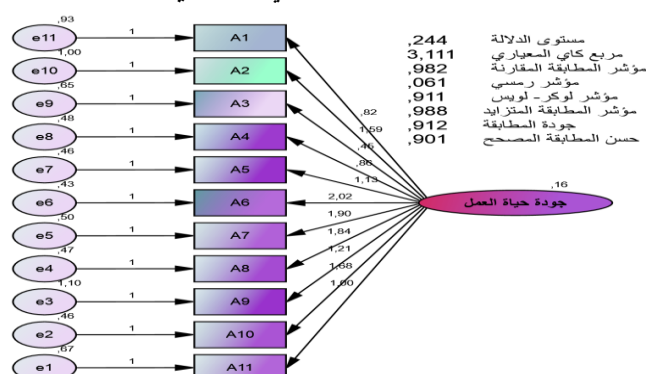 ,93
e11 1 A1
1,00
e10 1 A2
,65
e9 1 A3
,48
e8 1 A4
,46
e7 1 A5
,43
e6 1 A6
,50
e5 1 A7
,47
e4 1 A8
1,10
e3 1 A9
,46
e2 1 A10
,67
e1 1 A11
,82
1,59
,45
,86
1,13
2,02
1,90
1,84
1,21
1,68
1,00
,16
جودة حياة العمل
مستوى الدلالة ,244
مربع كاي المعياري 3,111
مؤشر المطابقة المقارنة ,982
مؤشر رمسي ,061
مؤشر لوكر - لويس ,911
مؤشر المطابقة المتزايد ,988
جودة المطابقة ,912
حسن المطابقة المصحح ,901